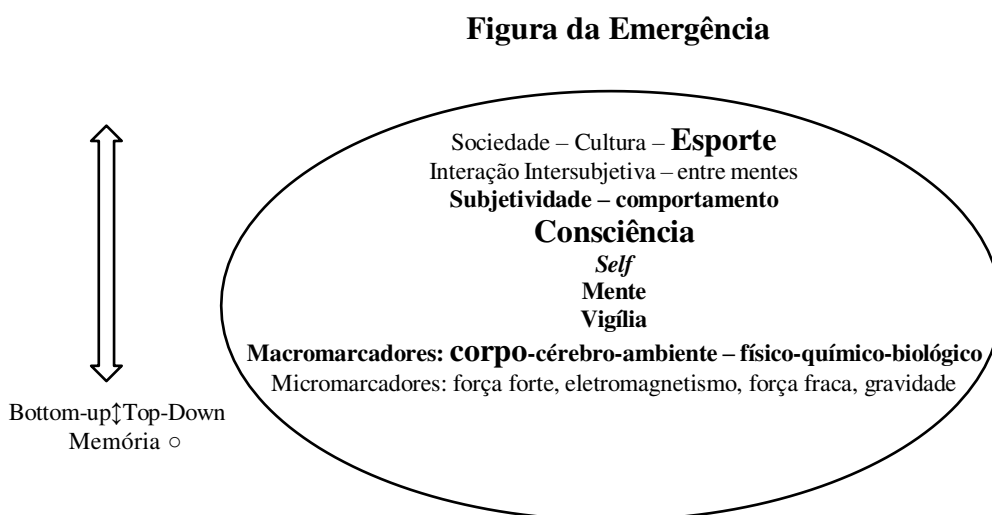 Figura da Emergência
Sociedade – Cultura – Esporte
Interação Intersubjetiva – entre mentes
Subjetividade – comportamento
Consciência
Self
Mente
Vigília
Macromarcadores: corpo-cérebro-ambiente – físico-químico-biológico
Micromarcadores: força forte, eletromagnetismo, força fraca, gravidade
Bottom-up↕Top-Down
Memória ○